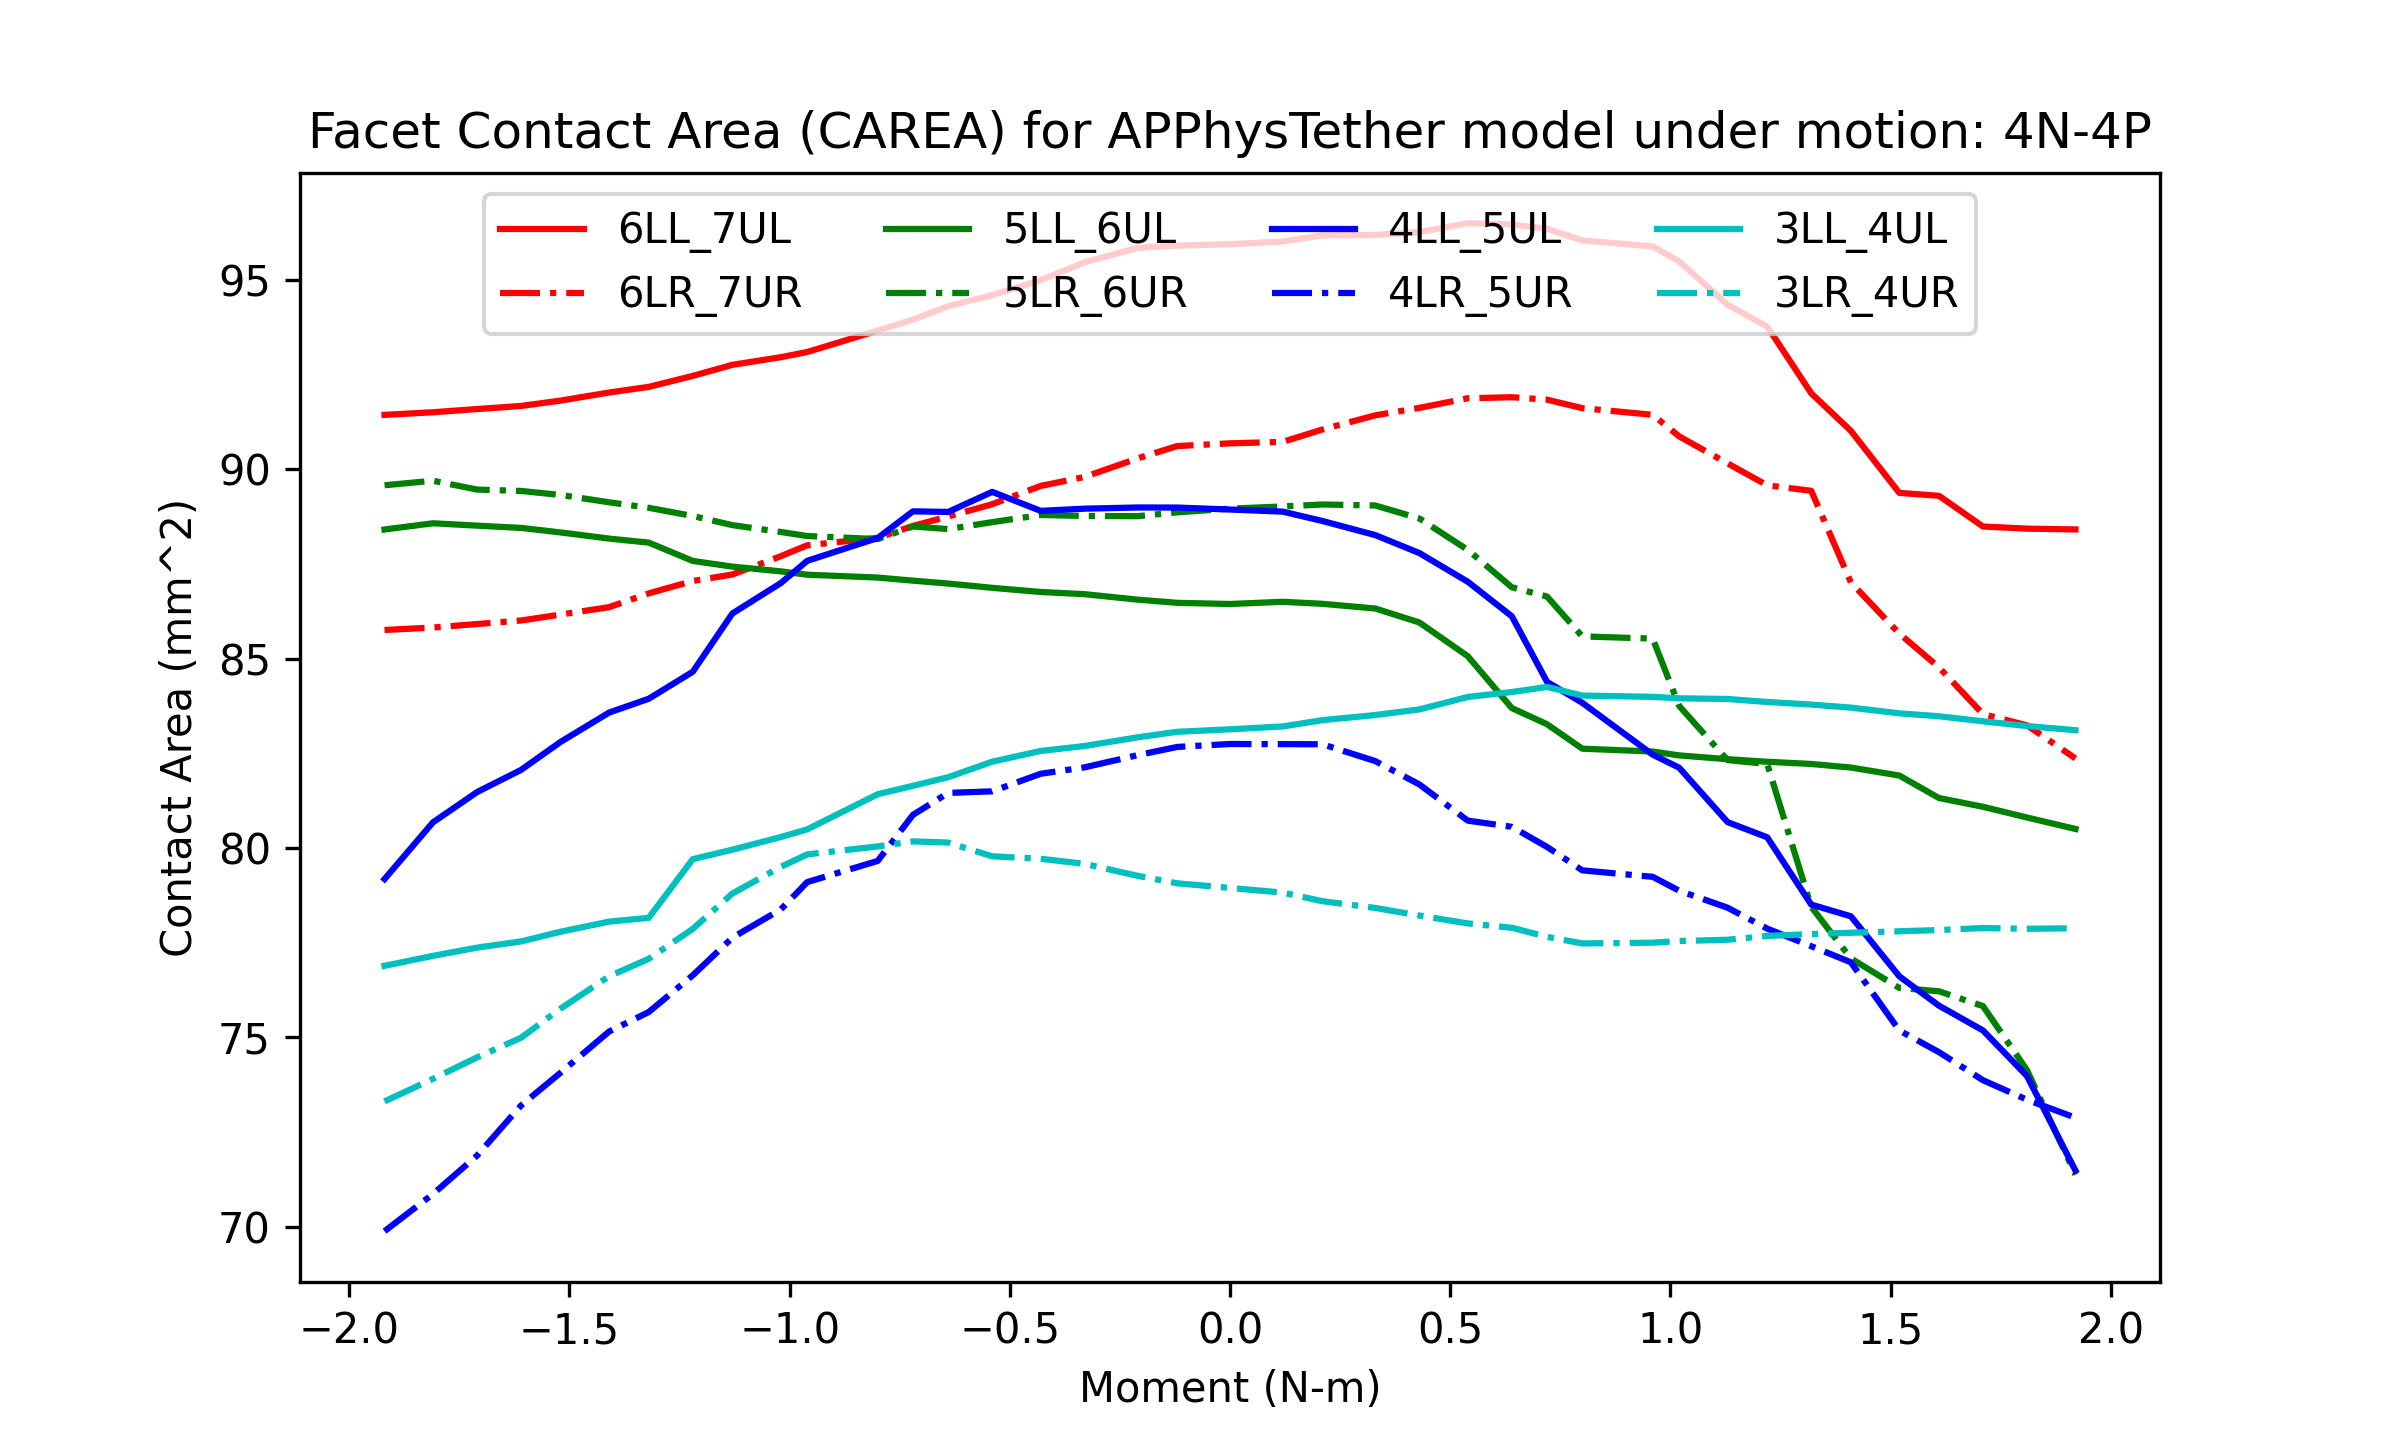 Facet Contact Area (CAREA) for APPhysTether model under motion: 4N-4P
6LL_7UL 5LL_6UL 4LL_5UL 3LL_4UL
6LR_7UR 5LR_6UR 4LR_5UR 3LR_4UR
95
90
85
80
75
70
Contact Area (mm^2)
−2.0 −1.5 −1.0 −0.5 0.0 0.5 1.0 1.5 2.0
Moment (N-m)